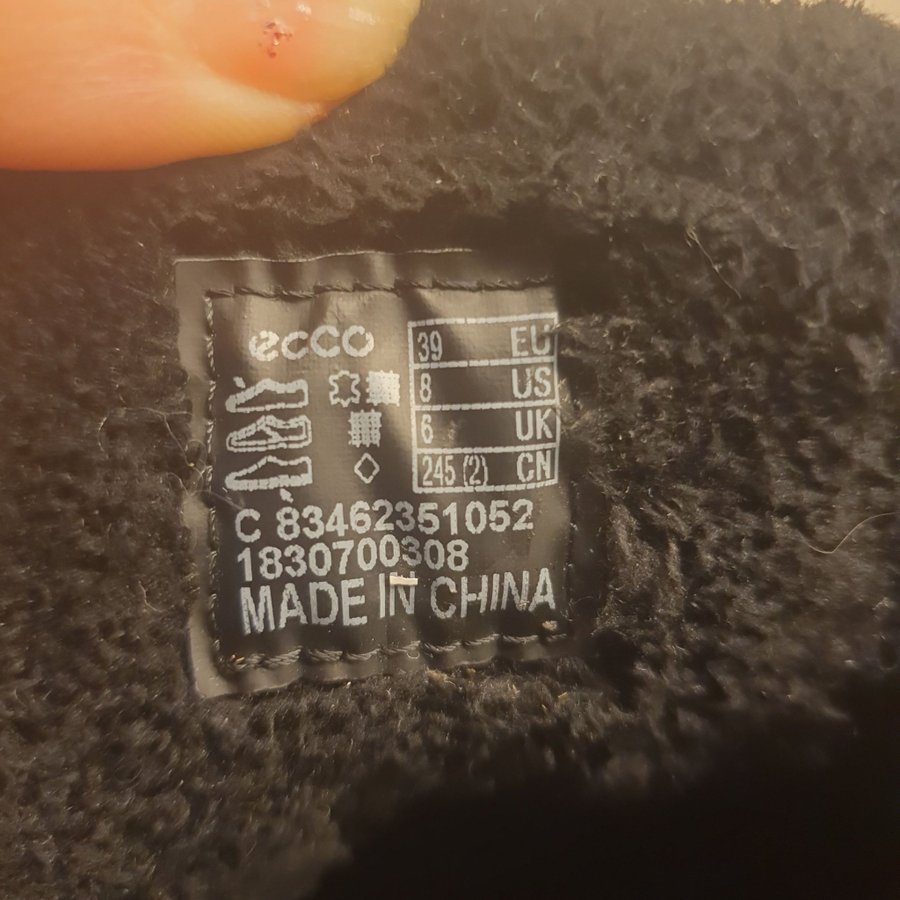 ecco
39 EU
8 US
6 UK
245 (2) CN
C 83462351052
1830700308
MADE IN CHINA